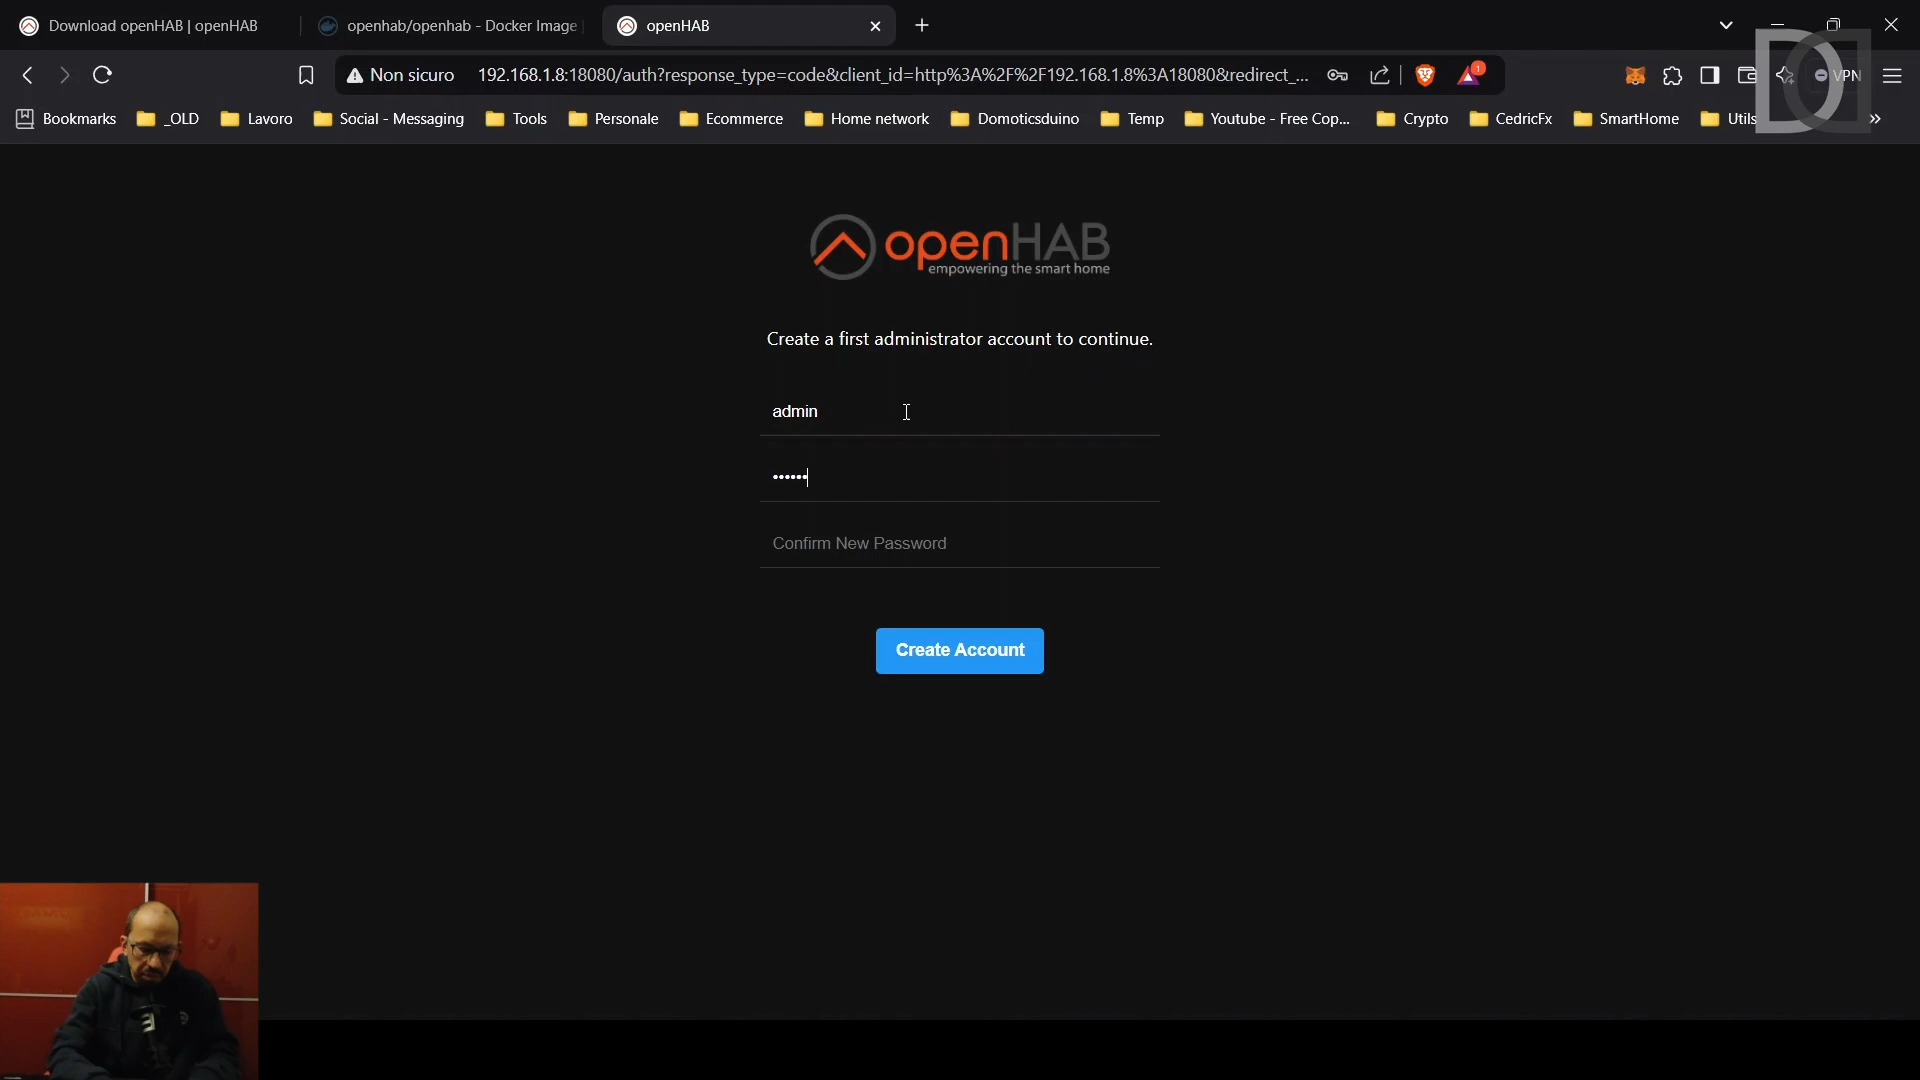 Download openHAB | openHAB
openhab/openhab - Docker Image
openHAB
Non sicuro
192.168.1.8:18080/auth?response_type=code&client_id=http%3A%2F%2F192.168.1.8%3A18080&redirect_...
1
VPN
Bookmarks
_OLD
Lavoro
Social - Messaging
Tools
Personale
Ecommerce
Home network
Domoticsduino
Temp
Youtube - Free Cop...
Crypto
CedricFx
SmartHome
Utils
»
openHAB
empowering the smart home
Create a first administrator account to continue.
admin
••••••
Confirm New Password
Create Account